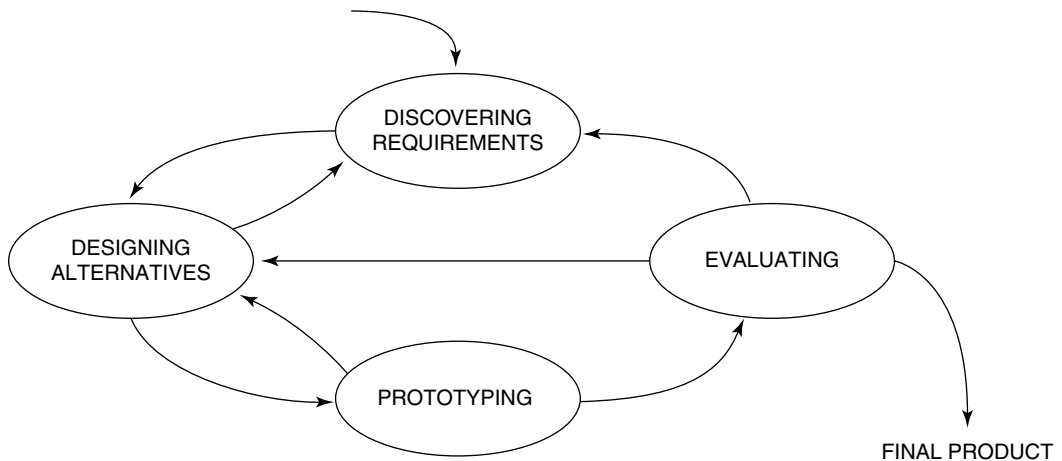 DISCOVERING
REQUIREMENTS
DESIGNING
ALTERNATIVES
EVALUATING
PROTOTYPING
FINAL PRODUCT